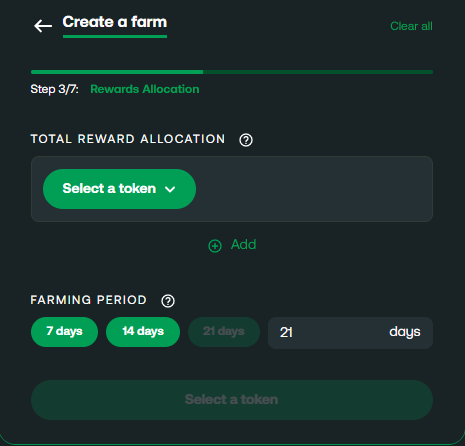 Create a farm
Clear all
Step 3/7: Rewards Allocation
TOTAL REWARD ALLOCATION ?
Select a token
Add
FARMING PERIOD ?
7 days 14 days 21 days 21 days
Select a token